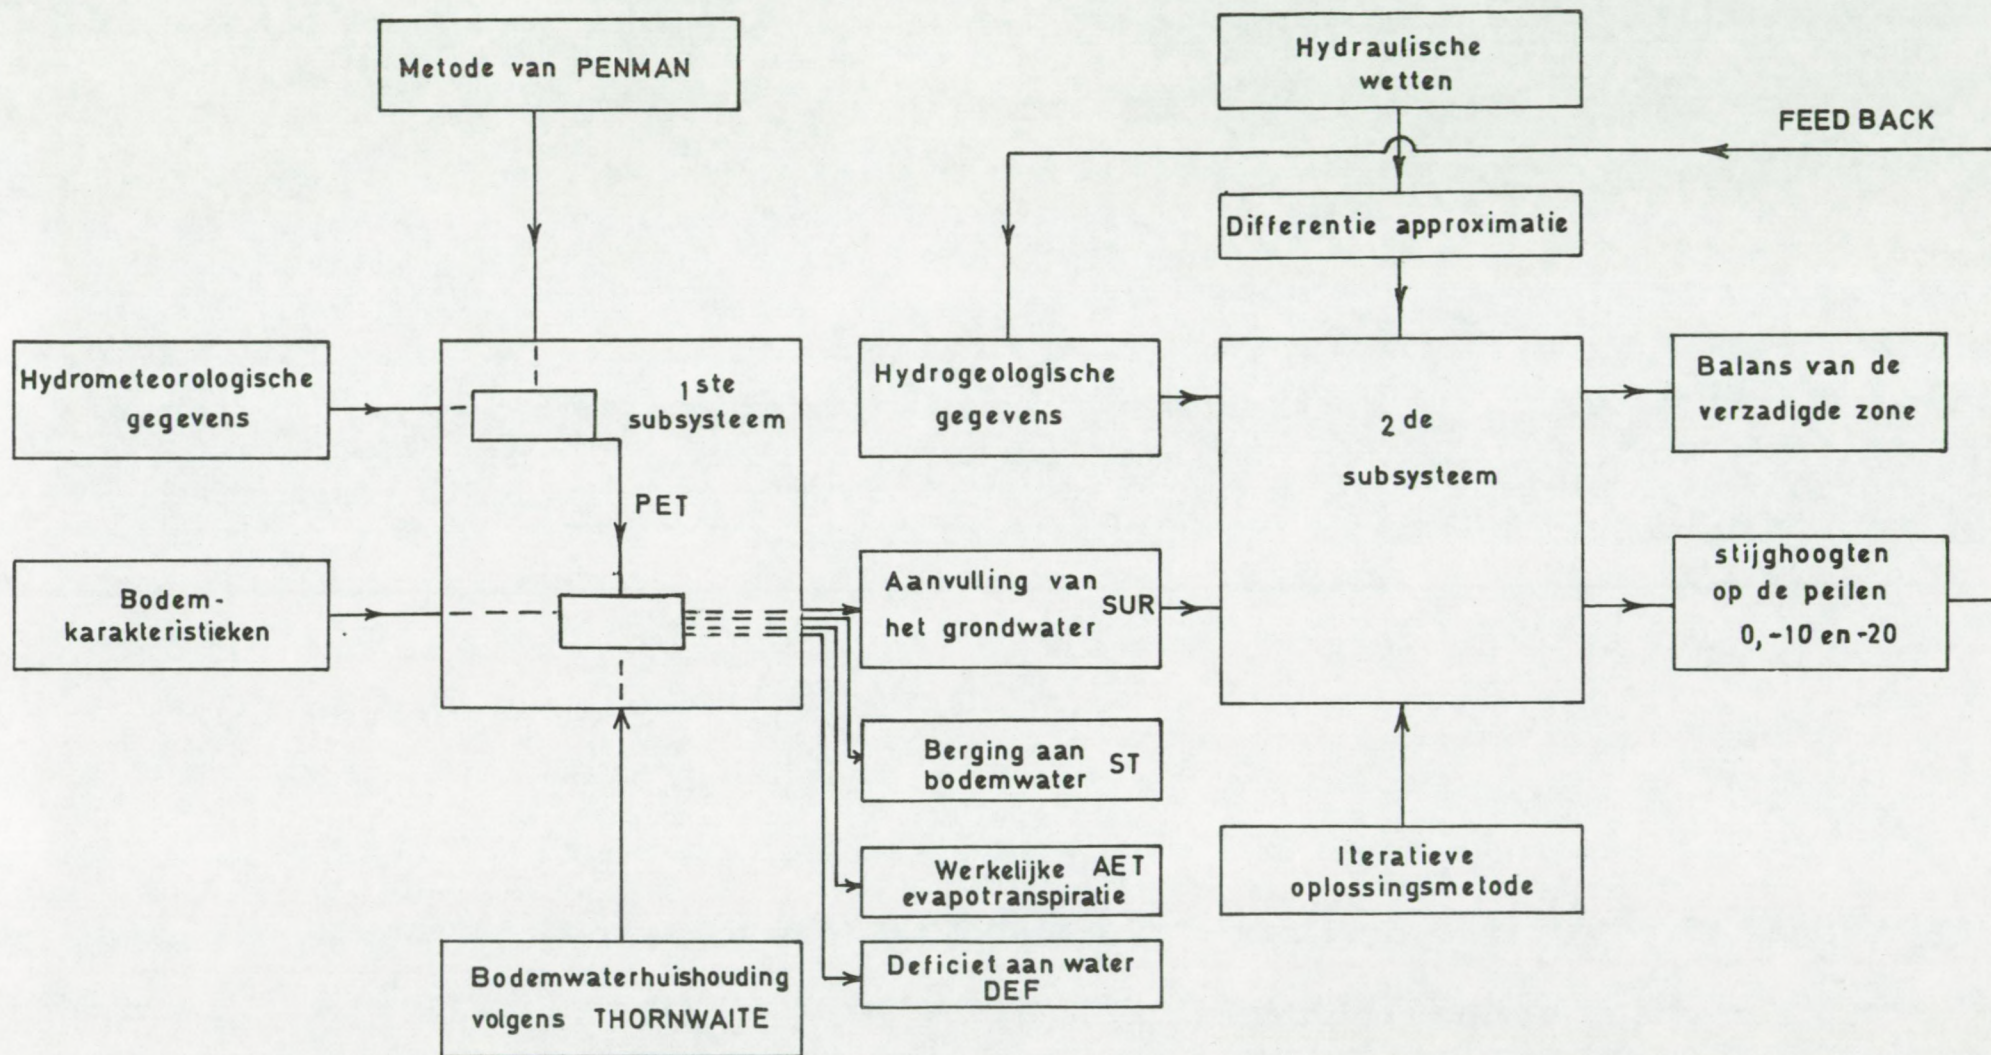 Metode van PENMAN
Hydraulische
wetten
FEED BACK
Differentie approximatie
Hydrometeorologische
gegevens
1ste
subsysteem
PET
Hydrogeologische
gegevens
2de
subsysteem
Balans van de
verzadigde zone
Bodem-
karakteristieken
Aanvulling van
het grondwater
SUR
stijghoogten
op de peilen
0,-10 en -20
Berging aan
bodemwater
ST
Werkelijke AET
evapotranspiratie
Iteratieve
oplossingsmetode
Bodemwaterhuishouding
volgens THORNWAITE
Deficiet aan water
DEF